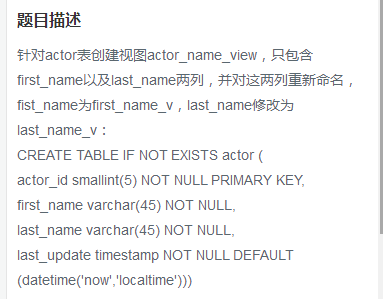 题目描述
针对actor表创建视图actor_name_view，只包含
first_name以及last_name两列，并对这两列重新命名，
fist_name为first_name_v，last_name修改为
last_name_v：
CREATE TABLE IF NOT EXISTS actor (
actor_id smallint(5) NOT NULL PRIMARY KEY,
first_name varchar(45) NOT NULL,
last_name varchar(45) NOT NULL,
last_update timestamp NOT NULL DEFAULT
(datetime('now','localtime')))